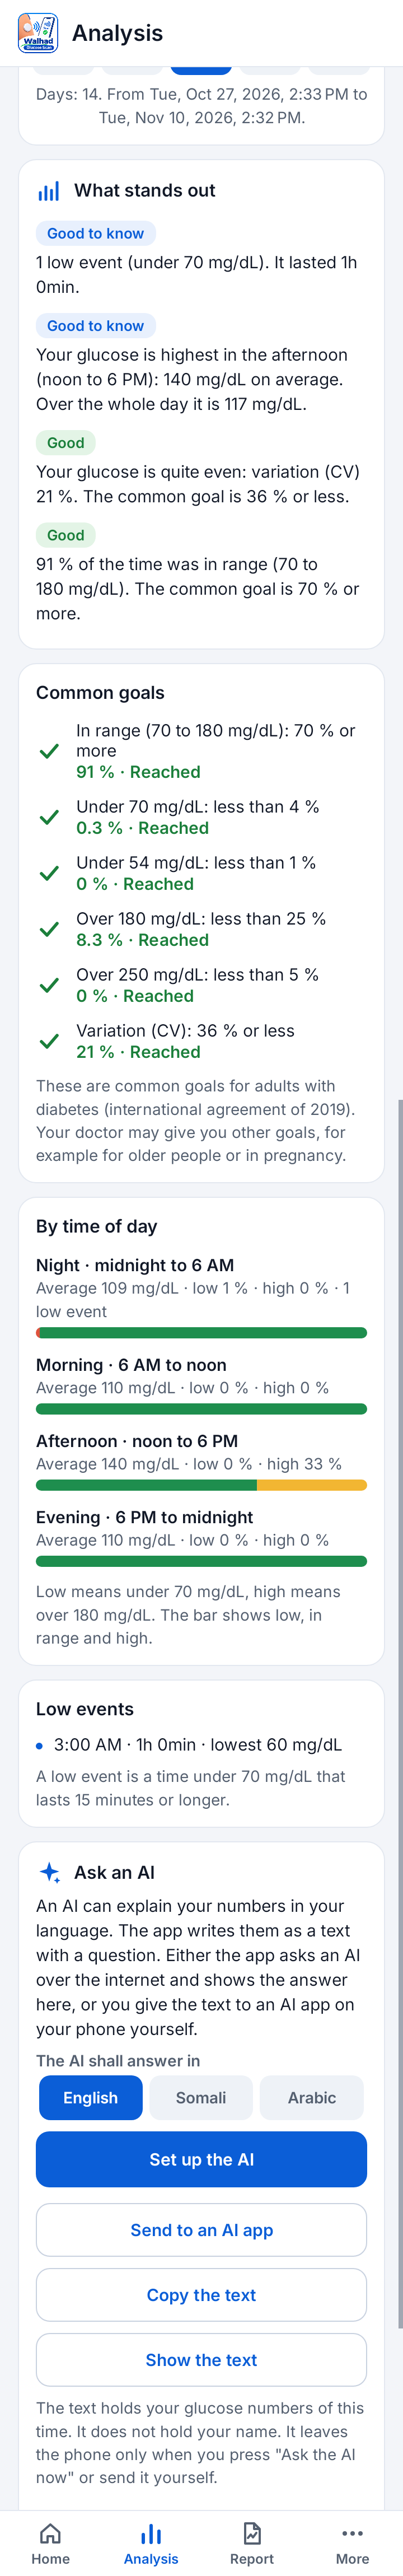 Walhad
Glucose Scan
Analysis
Days: 14. From Tue, Oct 27, 2026, 2:33 PM to
Tue, Nov 10, 2026, 2:32 PM.
What stands out
Good to know
1 low event (under 70 mg/dL). It lasted 1h
0min.
Good to know
Your glucose is highest in the afternoon
(noon to 6 PM): 140 mg/dL on average.
Over the whole day it is 117 mg/dL.
Good
Your glucose is quite even: variation (CV)
21 %. The common goal is 36 % or less.
Good
91 % of the time was in range (70 to
180 mg/dL). The common goal is 70 % or
more.
Common goals
In range (70 to 180 mg/dL): 70 % or
more
91 % · Reached
Under 70 mg/dL: less than 4 %
0.3 % · Reached
Under 54 mg/dL: less than 1 %
0 % · Reached
Over 180 mg/dL: less than 25 %
8.3 % · Reached
Over 250 mg/dL: less than 5 %
0 % · Reached
Variation (CV): 36 % or less
21 % · Reached
These are common goals for adults with
diabetes (international agreement of 2019).
Your doctor may give you other goals, for
example for older people or in pregnancy.
By time of day
Night · midnight to 6 AM
Average 109 mg/dL · low 1 % · high 0 % · 1
low event
Morning · 6 AM to noon
Average 110 mg/dL · low 0 % · high 0 %
Afternoon · noon to 6 PM
Average 140 mg/dL · low 0 % · high 33 %
Evening · 6 PM to midnight
Average 110 mg/dL · low 0 % · high 0 %
Low means under 70 mg/dL, high means
over 180 mg/dL. The bar shows low, in
range and high.
Low events
3:00 AM · 1h 0min · lowest 60 mg/dL
A low event is a time under 70 mg/dL that
lasts 15 minutes or longer.
Ask an AI
An AI can explain your numbers in your
language. The app writes them as a text
with a question. Either the app asks an AI
over the internet and shows the answer
here, or you give the text to an AI app on
your phone yourself.
The AI shall answer in
English
Somali
Arabic
Set up the AI
Send to an AI app
Copy the text
Show the text
The text holds your glucose numbers of this
time. It does not hold your name. It leaves
the phone only when you press "Ask the AI
now" or send it yourself.
Home
Analysis
Report
More